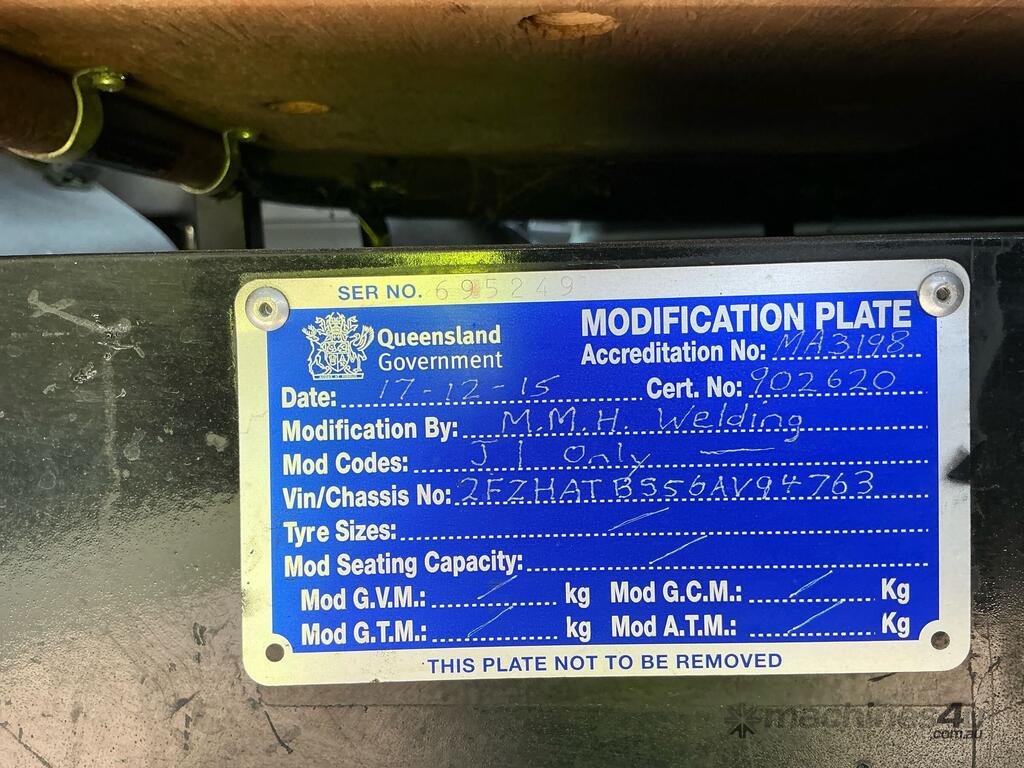 SER NO. 695249
Queensland Government
MODIFICATION PLATE
Accreditation No: MA3198
Date: 17-12-15 Cert. No: 902620
Modification By: M.M.H. Welding
Mod Codes: J1 Only —
Vin/Chassis No: 2FZHATBS56AV94763
Tyre Sizes: /
Mod Seating Capacity: /
Mod G.V.M.: / kg Mod G.C.M.: / Kg
Mod G.T.M.: / kg Mod A.T.M.: / Kg
THIS PLATE NOT TO BE REMOVED
machines4u
.com.au